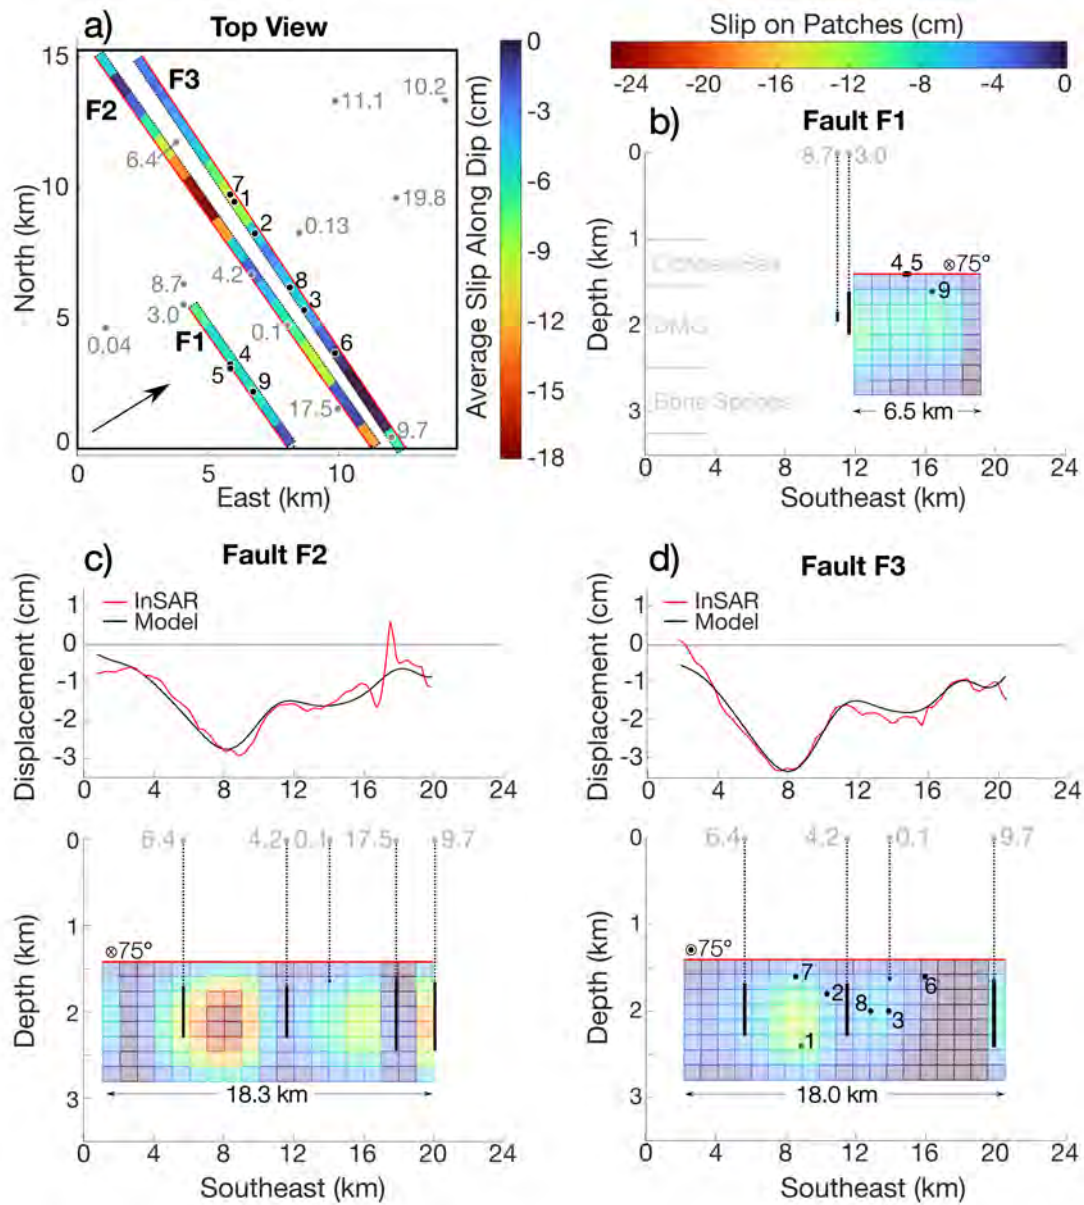 a) Top View
15
10
5
0
North (km)
0 5 10
East (km)
F3
F2
F1
6.4
8.7
3.0
0.04
4.2
0.1
17.5
9.7
0.13
11.1
10.2
19.8
7
1
2
8
3
6
4
5
9
0
-3
-6
-9
-12
-15
-18
Average Slip Along Dip (cm)
Slip on Patches (cm)
-24 -20 -16 -12 -8 -4 0
b) Fault F1
8.7 3.0
0
1
2
3
Depth (km)
DMG
Bone Springs
4,5 ⊗75º
9
6.5 km
0 4 8 12 16 20 24
Southeast (km)
c) Fault F2
1
0
-1
-2
-3
Displacement (cm)
InSAR
Model
0 4 8 12 16 20 24
6.4 4.2 0.1 17.5 9.7
0
1
2
3
Depth (km)
⊗75º
18.3 km
0 4 8 12 16 20 24
Southeast (km)
d) Fault F3
1
0
-1
-2
-3
Displacement (cm)
InSAR
Model
0 4 8 12 16 20 24
6.4 4.2 0.1 9.7
0
1
2
3
Depth (km)
⊙75º
7
2
6
8
3
1
18.0 km
0 4 8 12 16 20 24
Southeast (km)